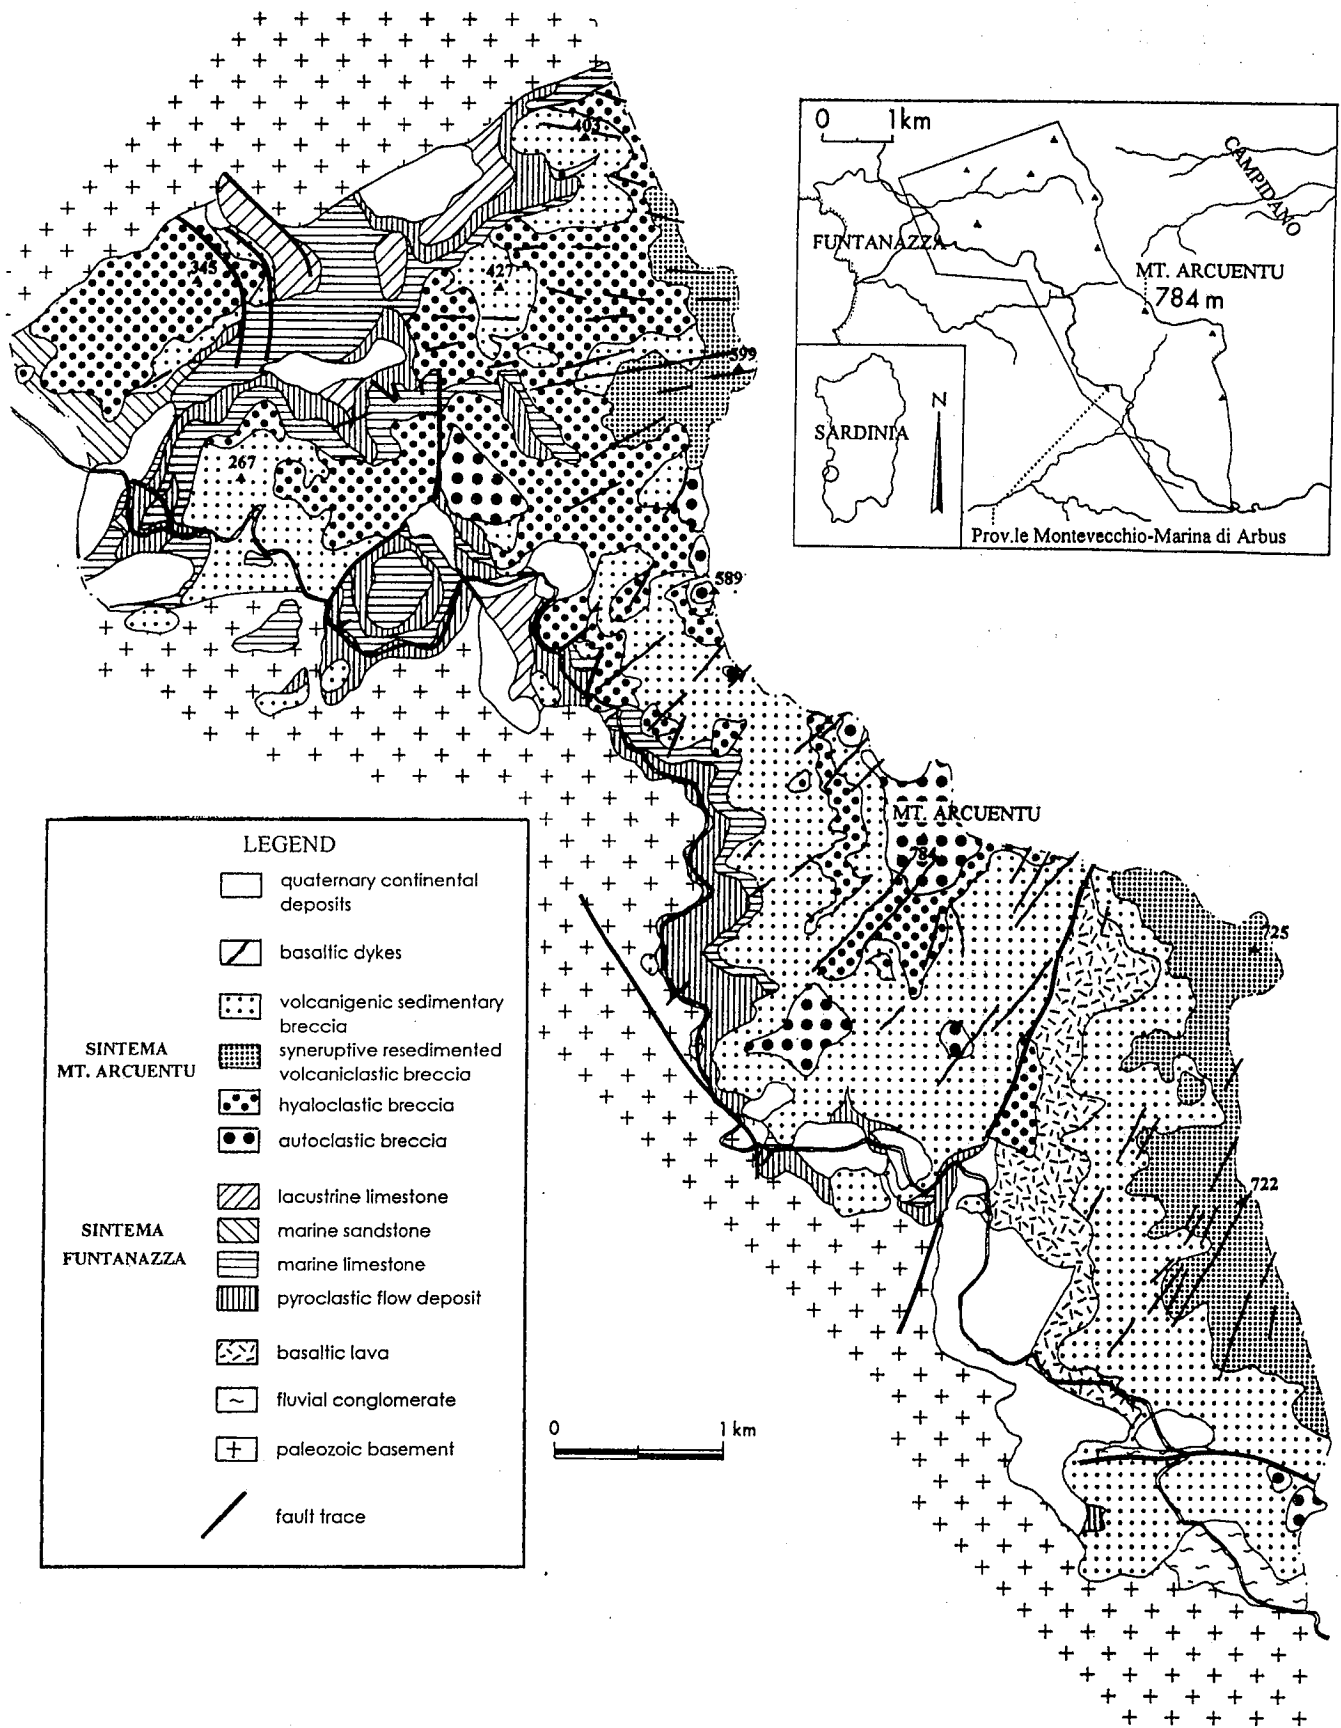 403
345
427
599
267
589
MT. ARCUENTU
784
725
722
0 1km
CAMPIDANO
FUNTANAZZA
MT. ARCUENTU
784 m
SARDINIA
N
Prov.le Montevecchio-Marina di Arbus
LEGEND
quaternary continental
deposits
basaltic dykes
volcanigenic sedimentary
breccia
SINTEMA
MT. ARCUENTU
syneruptive resedimented
volcaniclastic breccia
hyaloclastic breccia
autoclastic breccia
lacustrine limestone
SINTEMA
FUNTANAZZA
marine sandstone
marine limestone
pyroclastic flow deposit
basaltic lava
fluvial conglomerate
paleozoic basement
fault trace
0 1 km